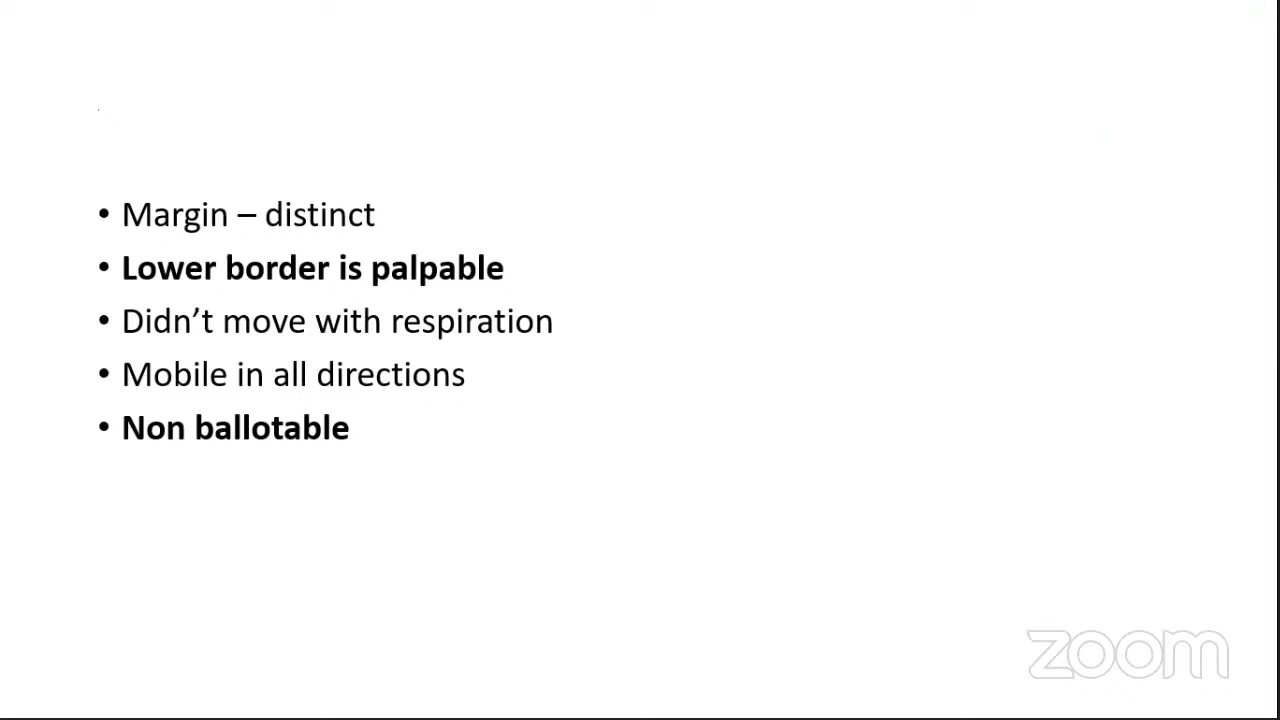 • Margin – distinct
• Lower border is palpable
• Didn’t move with respiration
• Mobile in all directions
• Non ballotable
zoom